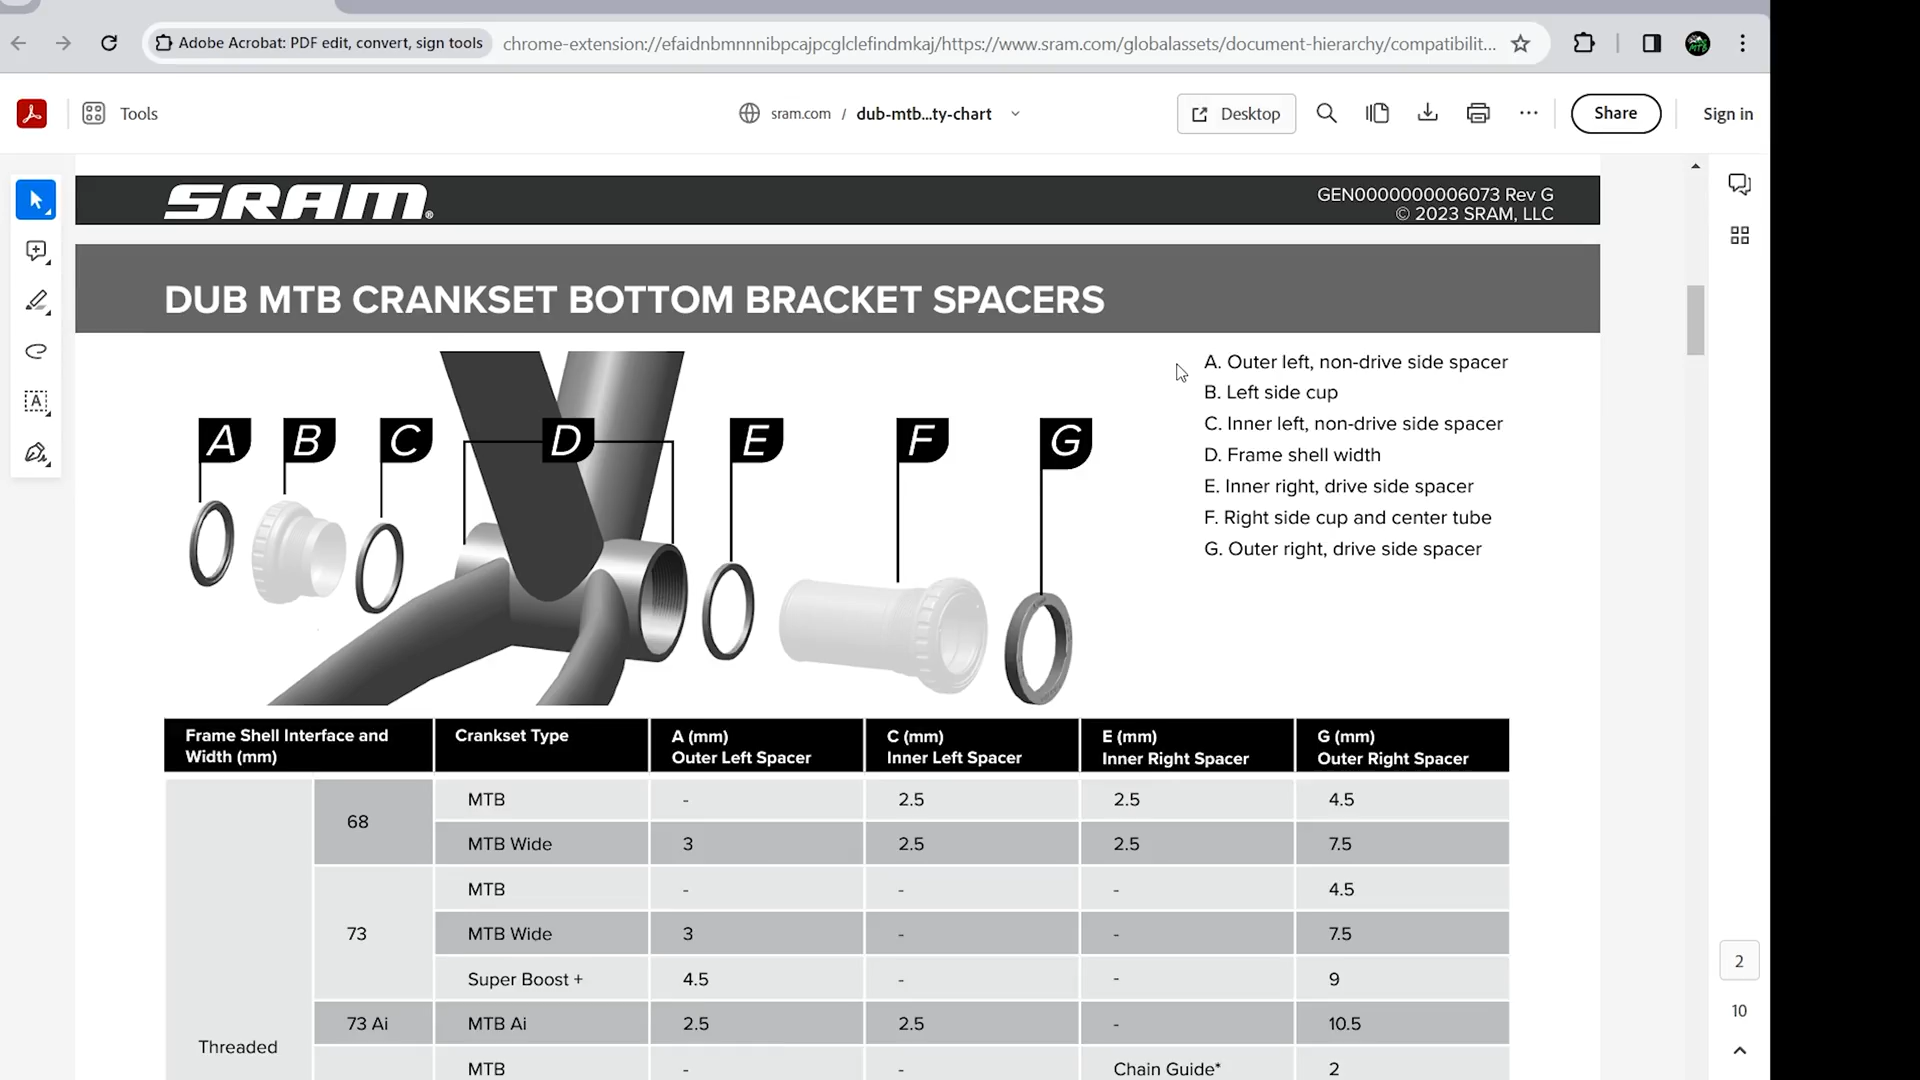 Adobe Acrobat: PDF edit, convert, sign tools
chrome-extension://efaidnbmnnnibpcajpcglclefindmkaj/https://www.sram.com/globalassets/document-hierarchy/compatibilit...
Tools
sram.com / dub-mtb...ty-chart
Desktop
Share
Sign in
SRAM®
GEN0000000006073 Rev G
© 2023 SRAM, LLC
DUB MTB CRANKSET BOTTOM BRACKET SPACERS
A
B
C
D
E
F
G
A. Outer left, non-drive side spacer
B. Left side cup
C. Inner left, non-drive side spacer
D. Frame shell width
E. Inner right, drive side spacer
F. Right side cup and center tube
G. Outer right, drive side spacer
Frame Shell Interface and Width (mm) Crankset Type A (mm) Outer Left Spacer C (mm) Inner Left Spacer E (mm) Inner Right Spacer G (mm) Outer Right Spacer
68 MTB - 2.5 2.5 4.5
MTB Wide 3 2.5 2.5 7.5
73 MTB - - - 4.5
MTB Wide 3 - - 7.5
Super Boost + 4.5 - - 9
73 Ai MTB Ai 2.5 2.5 - 10.5
Threaded
MTB - - Chain Guide* 2
2
10